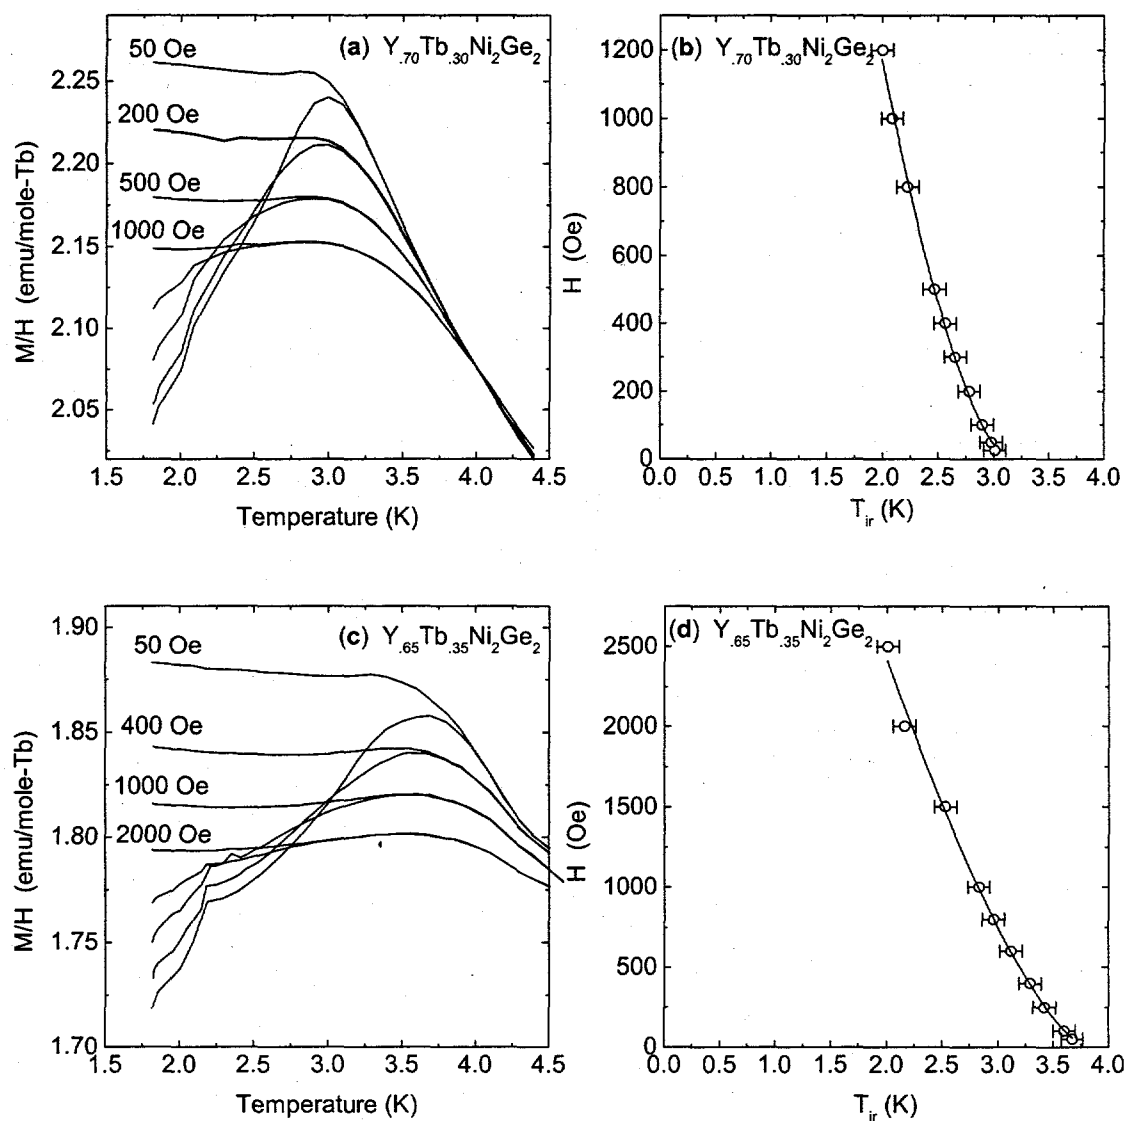 (a) Y.70Tb.30Ni2Ge2
50 Oe
200 Oe
500 Oe
1000 Oe
M/H (emu/mole-Tb)
2.25
2.20
2.15
2.10
2.05
1.5 2.0 2.5 3.0 3.5 4.0 4.5
Temperature (K)
(b) Y.70Tb.30Ni2Ge2
H (Oe)
1200
1000
800
600
400
200
0
0.0 0.5 1.0 1.5 2.0 2.5 3.0 3.5 4.0
Tir (K)
(c) Y.65Tb.35Ni2Ge2
50 Oe
400 Oe
1000 Oe
2000 Oe
M/H (emu/mole-Tb)
1.90
1.85
1.80
1.75
1.70
1.5 2.0 2.5 3.0 3.5 4.0 4.5
Temperature (K)
(d) Y.65Tb.35Ni2Ge2
H (Oe)
2500
2000
1500
1000
500
0
0.0 0.5 1.0 1.5 2.0 2.5 3.0 3.5 4.0
Tir (K)